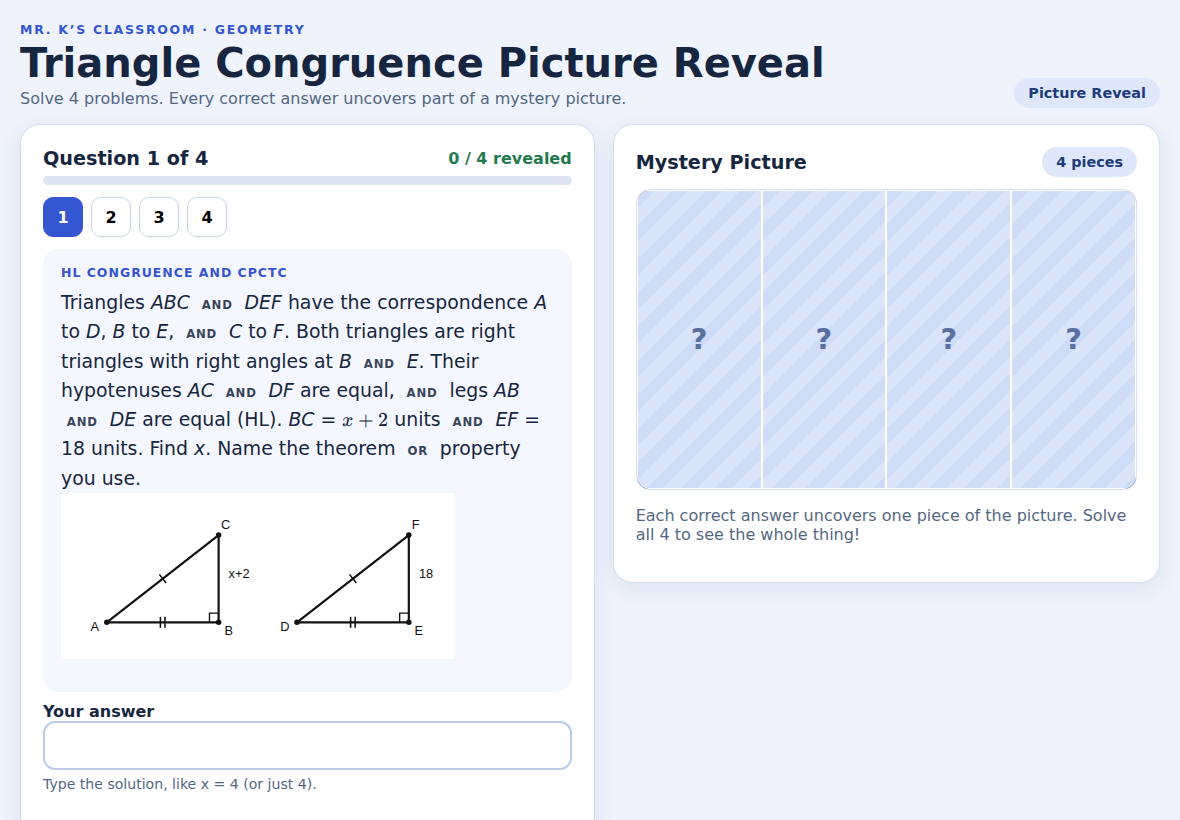 MR. K’S CLASSROOM · GEOMETRY
Triangle Congruence Picture Reveal
Solve 4 problems. Every correct answer uncovers part of a mystery picture.
Picture Reveal
Question 1 of 4
0 / 4 revealed
1 2 3 4
HL CONGRUENCE AND CPCTC
Triangles ABC AND DEF have the correspondence A
to D, B to E, AND C to F. Both triangles are right
triangles with right angles at B AND E. Their
hypotenuses AC AND DF are equal, AND legs AB
AND DE are equal (HL). BC = x + 2 units AND EF =
18 units. Find x. Name the theorem OR property
you use.
C F
x+2 18
A B D E
Your answer
Type the solution, like x = 4 (or just 4).
Mystery Picture
4 pieces
? ? ? ?
Each correct answer uncovers one piece of the picture. Solve
all 4 to see the whole thing!